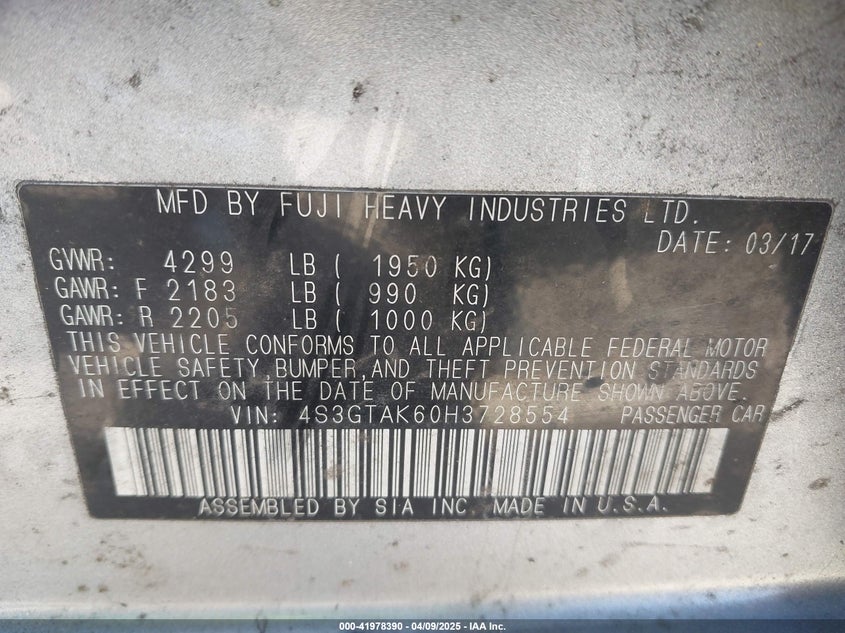 MFD BY FUJI HEAVY INDUSTRIES LTD.
DATE: 03/17
GVWR: 4299 LB ( 1950 KG)
GAWR: F 2183 LB ( 990 KG)
GAWR: R 2205 LB ( 1000 KG)
THIS VEHICLE CONFORMS TO ALL APPLICABLE FEDERAL MOTOR
VEHICLE SAFETY, BUMPER, AND THEFT PREVENTION STANDARDS
IN EFFECT ON THE DATE OF MANUFACTURE SHOWN ABOVE.
VIN: 4S3GTAK60H3728554 PASSENGER CAR
ASSEMBLED BY SIA INC. MADE IN U.S.A.
000-41978390 - 04/09/2025 - IAA Inc.